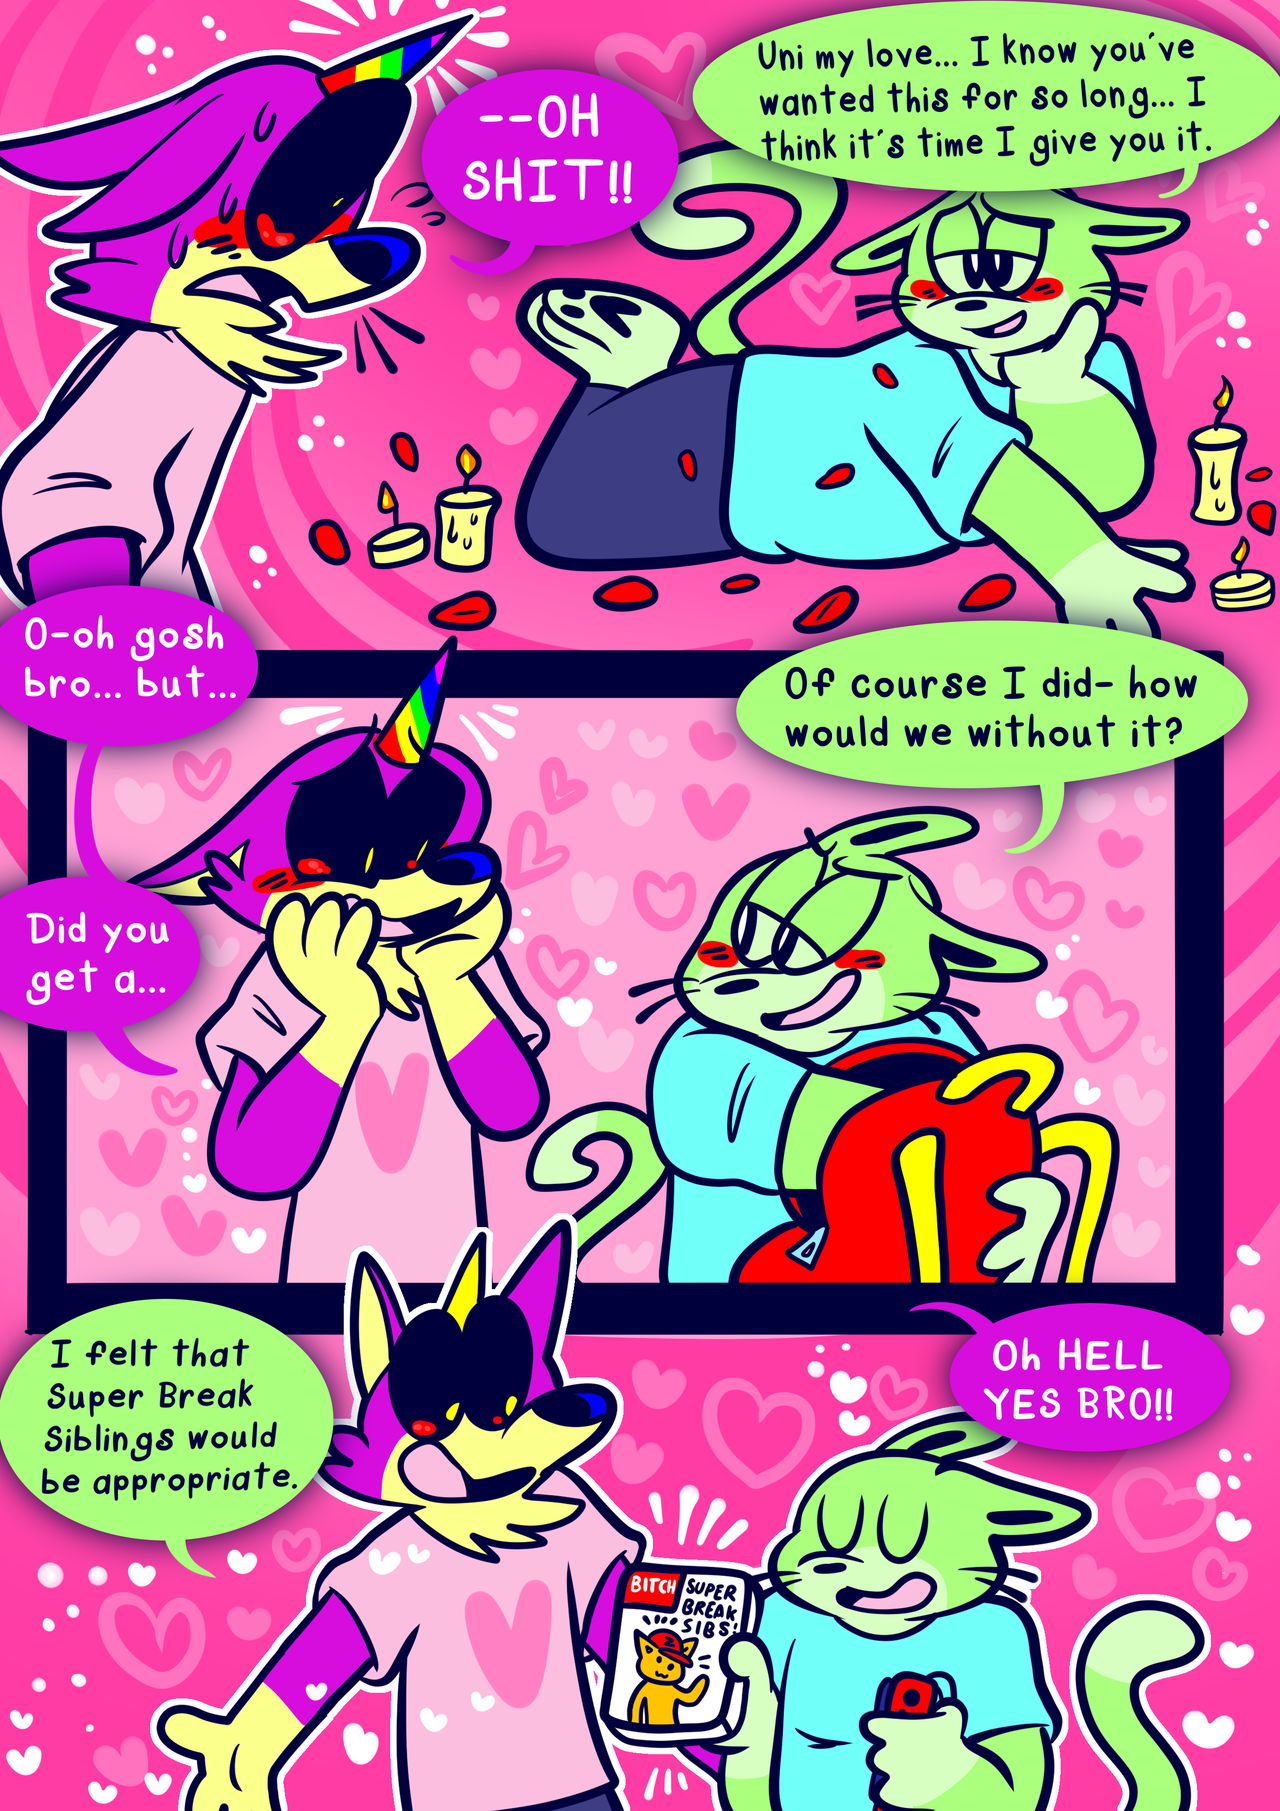 --OH
SHIT!!
Uni my love... I know you've
wanted this for so long... I
think it's time I give you it.
O-oh gosh
bro... but...
Did you
get a...
Of course I did- how
would we without it?
Oh HELL
YES BRO!!
I felt that
Super Break
Siblings would
be appropriate.
BITCH
SUPER
BREAK
SIBS!